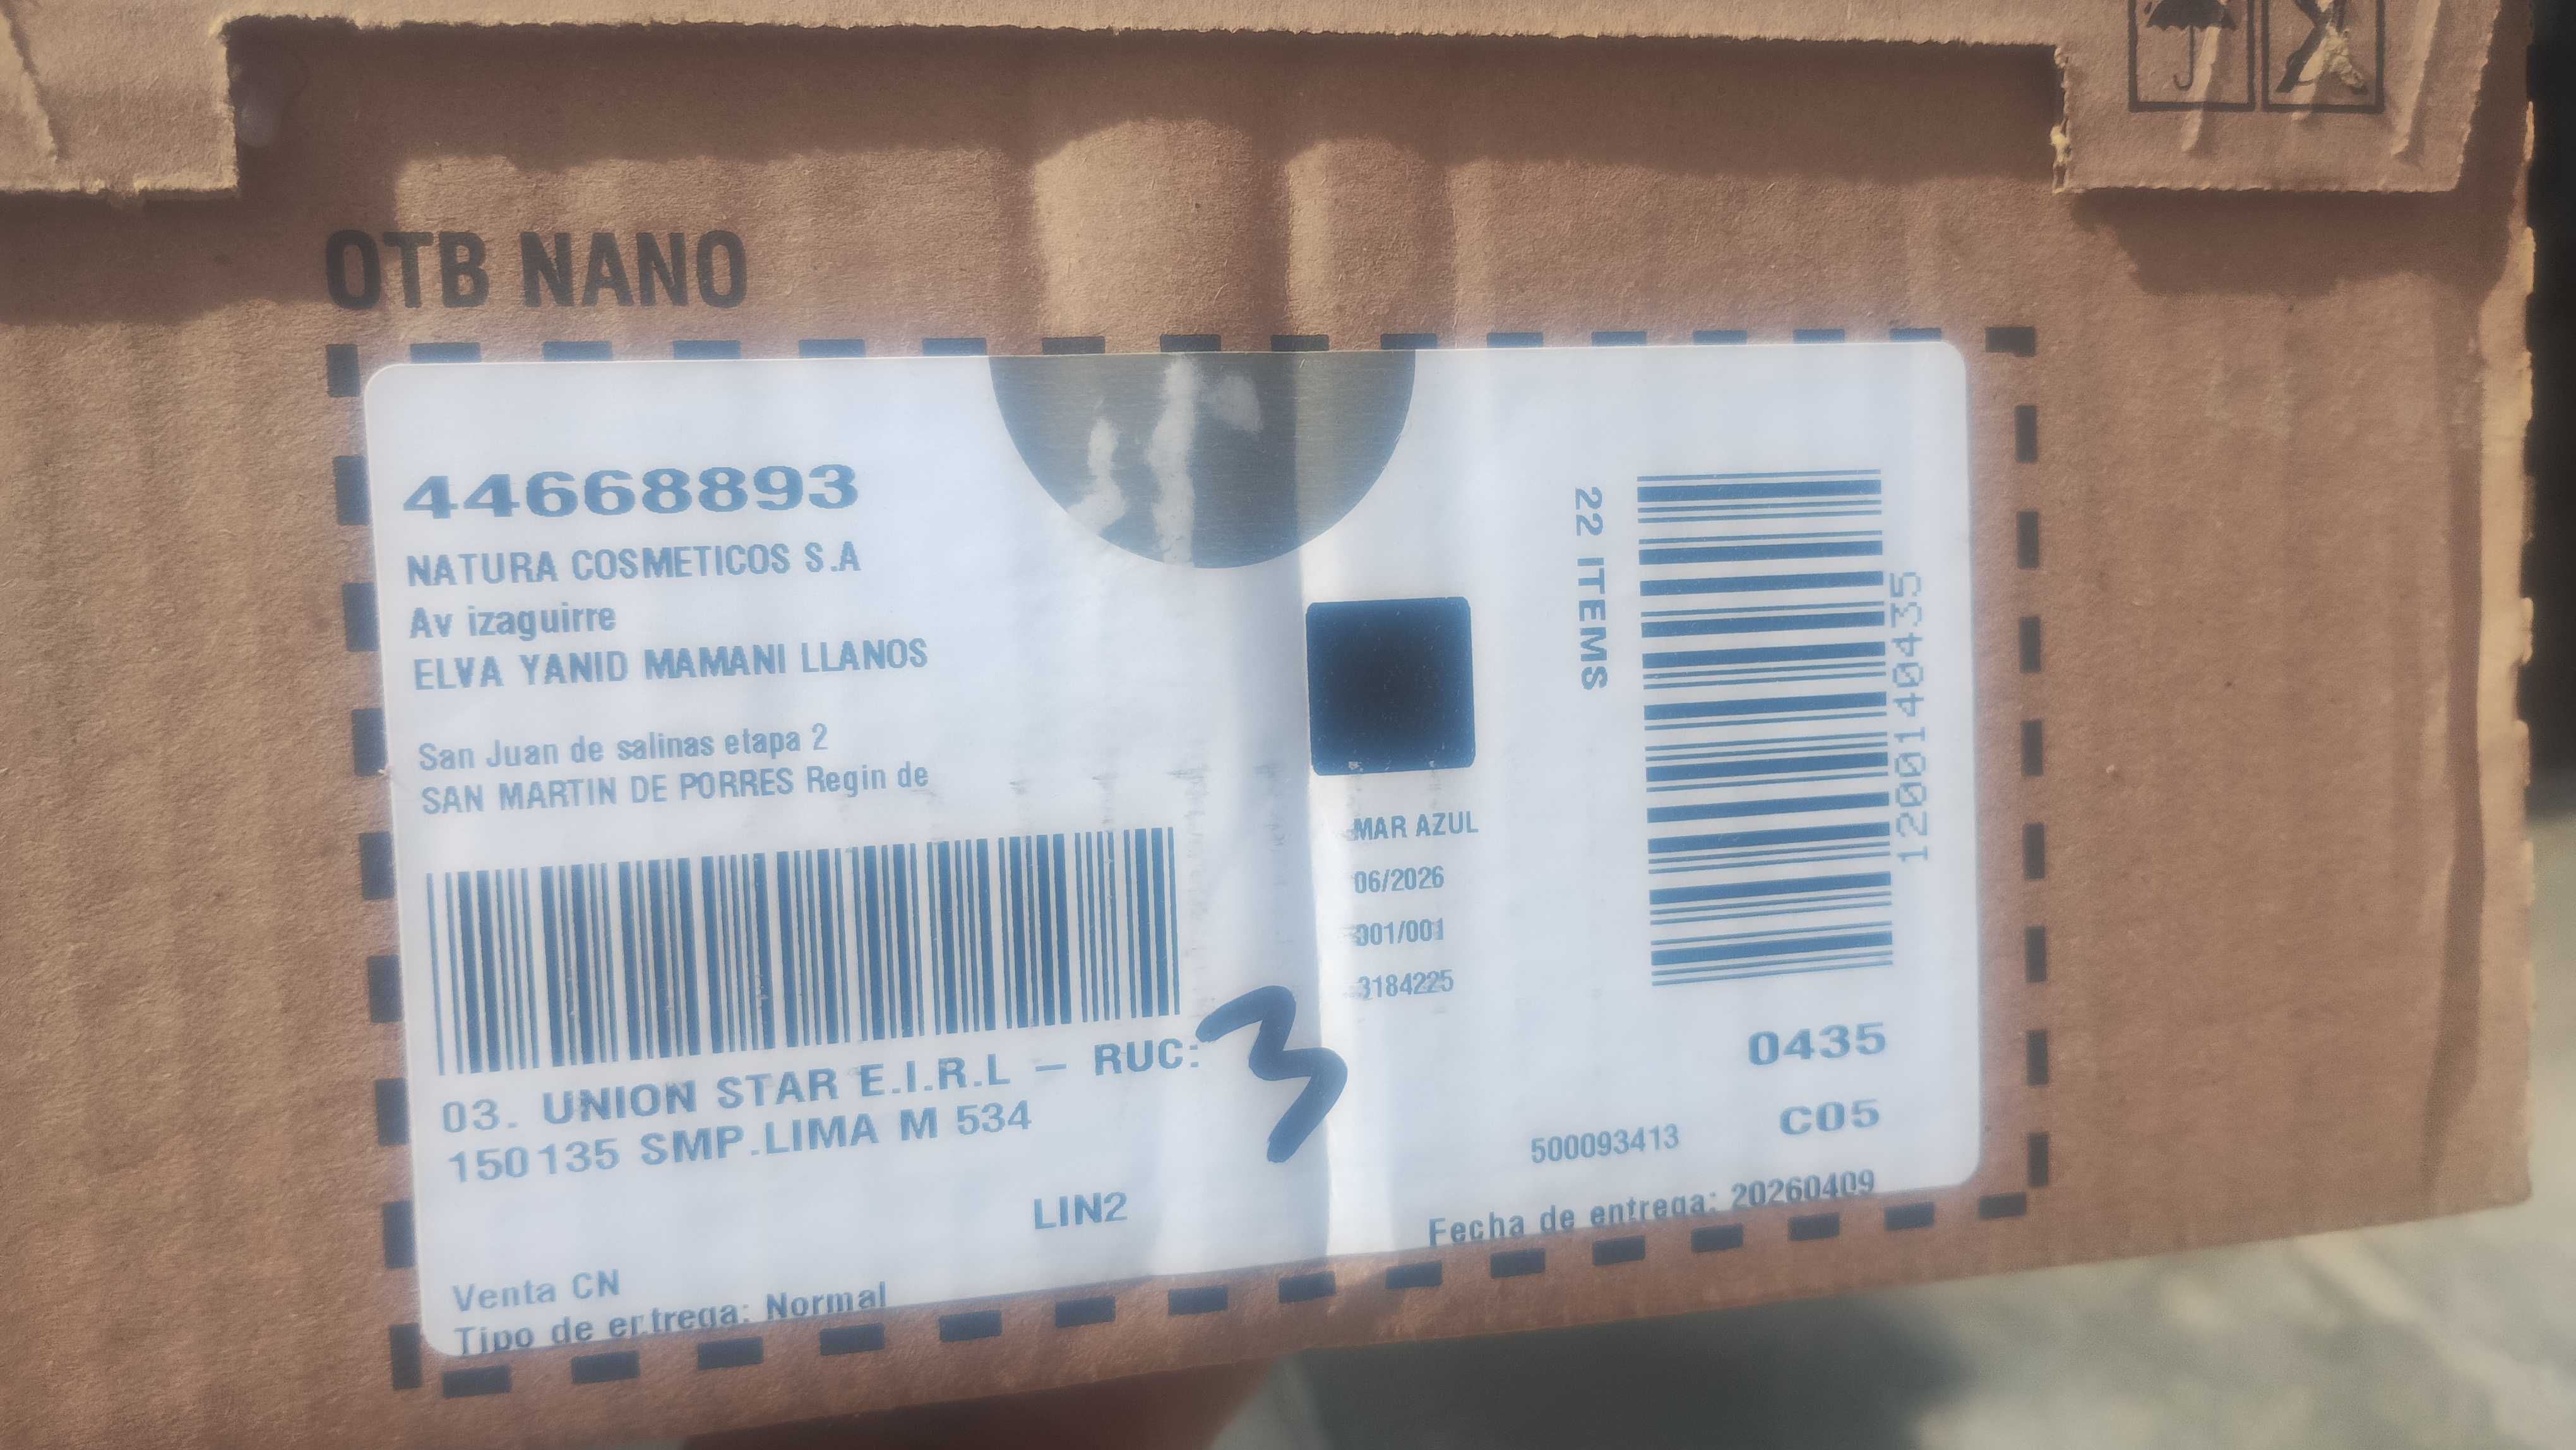 OTB NANO
44668893
NATURA COSMETICOS S.A
Av izaguirre
ELVA YANID MAMANI LLANOS
San Juan de salinas etapa 2
SAN MARTIN DE PORRES Regin de
03. UNION STAR E.I.R.L - RUC:
150135 SMP.LIMA M 534
LIN2
Venta CN
Tipo de entrega: Normal
3
MAR AZUL
06/2026
001/001
3184225
22 ITEMS
120014040435
0435
C05
500093413
Fecha de entrega: 20260409